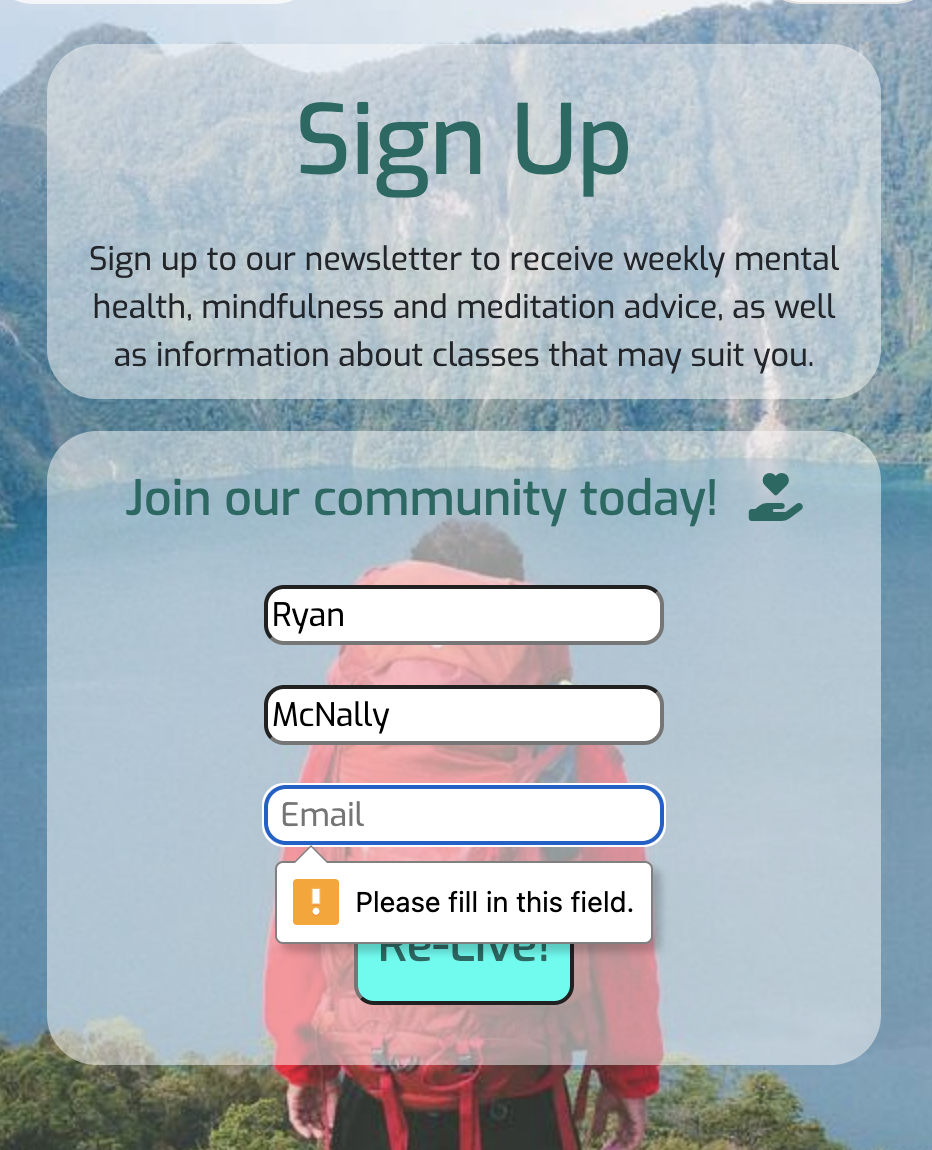 Sign Up
Sign up to our newsletter to receive weekly mental
health, mindfulness and meditation advice, as well
as information about classes that may suit you.
Join our community today!
Ryan
McNally
Email
Please fill in this field.
Re-Live!